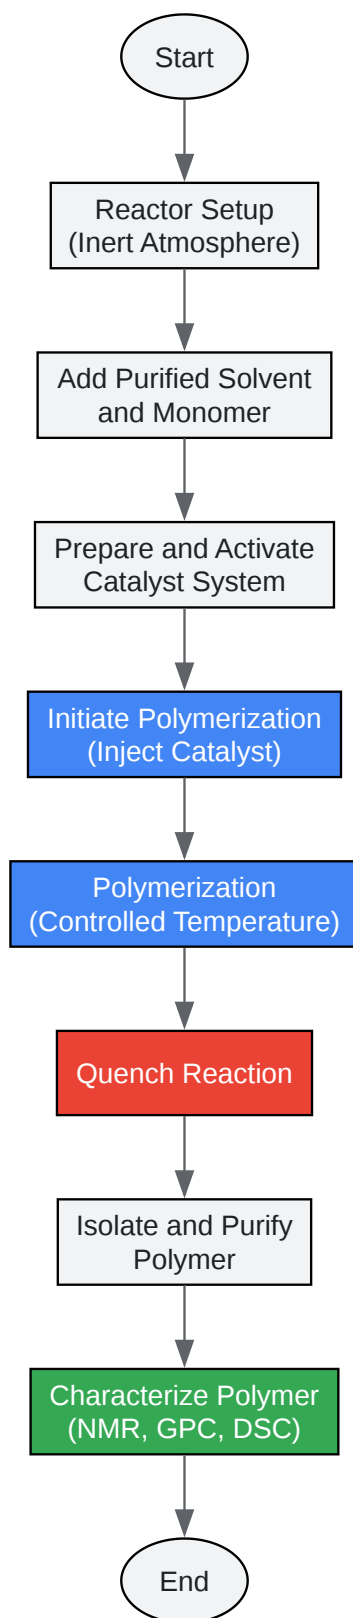 Start
Reactor Setup
(Inert Atmosphere)
Add Purified Solvent
and Monomer
Prepare and Activate
Catalyst System
Initiate Polymerization
(Inject Catalyst)
Polymerization
(Controlled Temperature)
Quench Reaction
Isolate and Purify
Polymer
Characterize Polymer
(NMR, GPC, DSC)
End